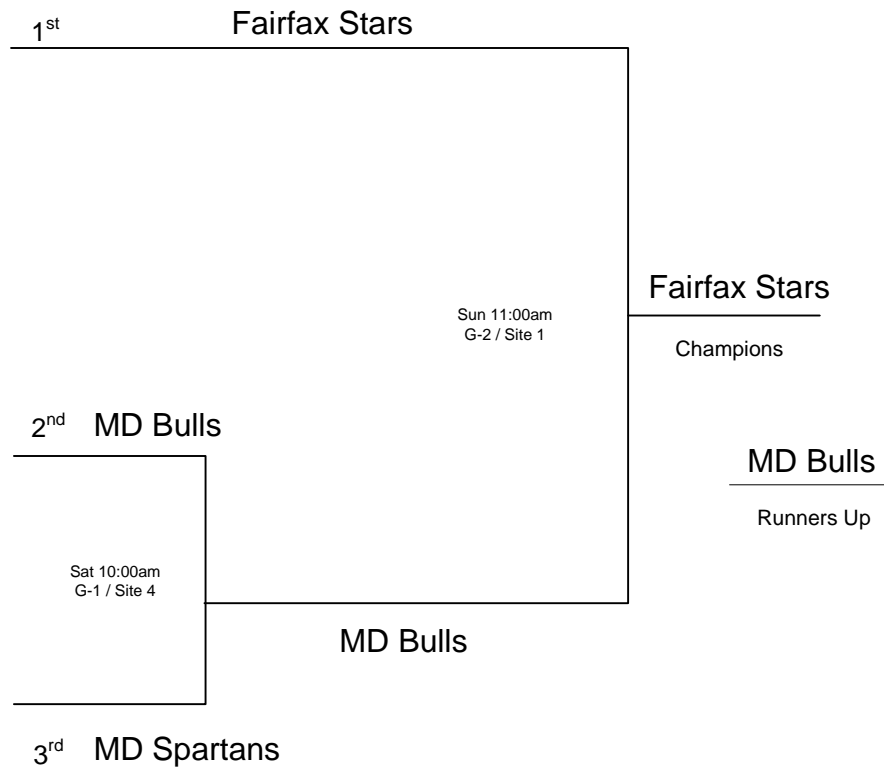 1st Fairfax Stars
Sun 11:00am
G-2 / Site 1
Fairfax Stars
Champions
2nd MD Bulls
MD Bulls
Runners Up
Sat 10:00am
G-1 / Site 4
MD Bulls
3rd MD Spartans